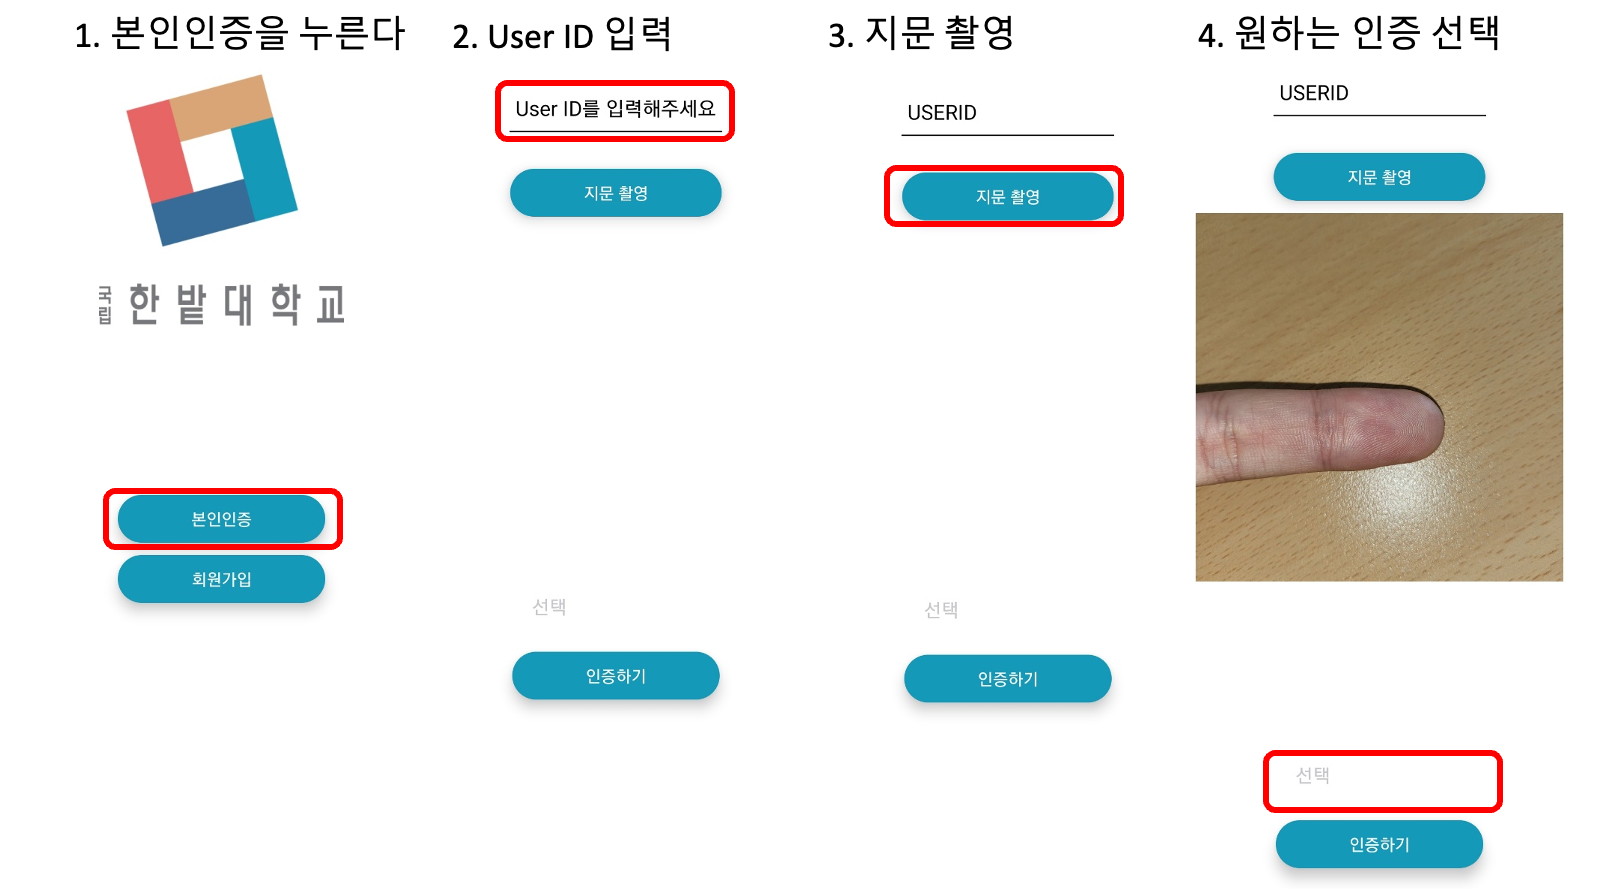 1. 본인인증을 누른다
국립 한밭대학교
본인인증
회원가입
2. User ID 입력
User ID를 입력해주세요
지문 촬영
선택
인증하기
3. 지문 촬영
USERID
지문 촬영
선택
인증하기
4. 원하는 인증 선택
USERID
지문 촬영
선택
인증하기